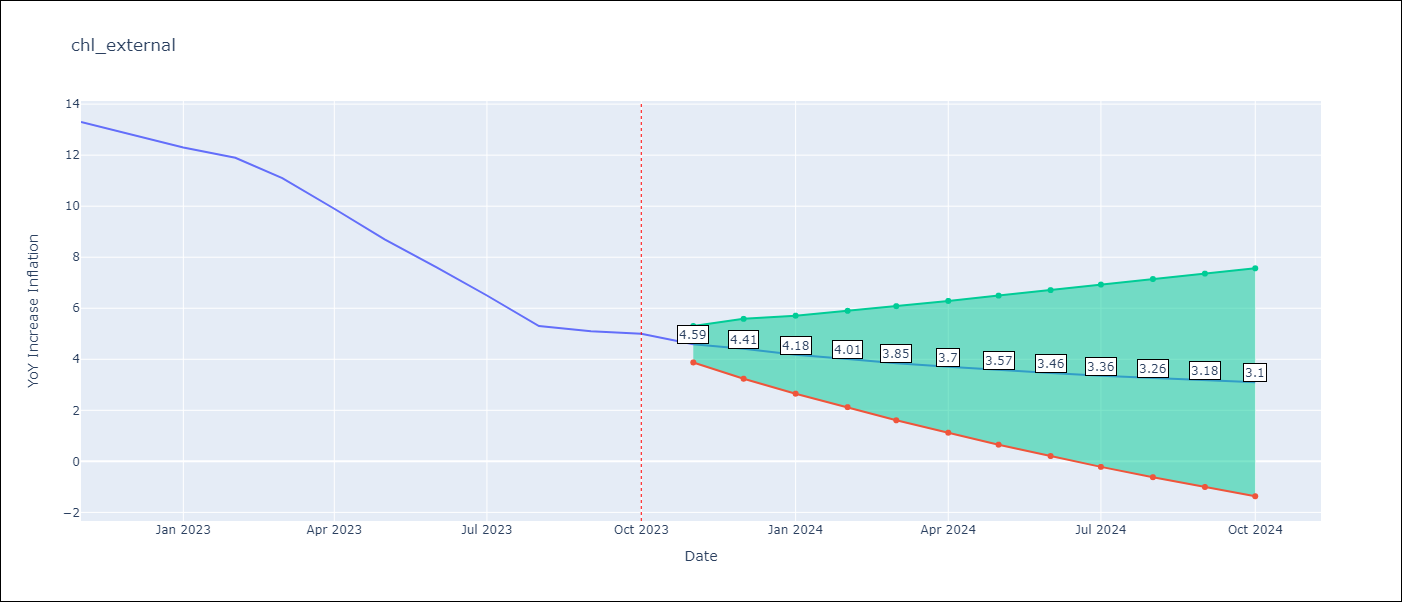 chl_external
YoY Increase Inflation
14
12
10
8
6
4
2
0
−2
4.59
4.41
4.18
4.01
3.85
3.7
3.57
3.46
3.36
3.26
3.18
3.1
Jan 2023
Apr 2023
Jul 2023
Oct 2023
Jan 2024
Apr 2024
Jul 2024
Oct 2024
Date